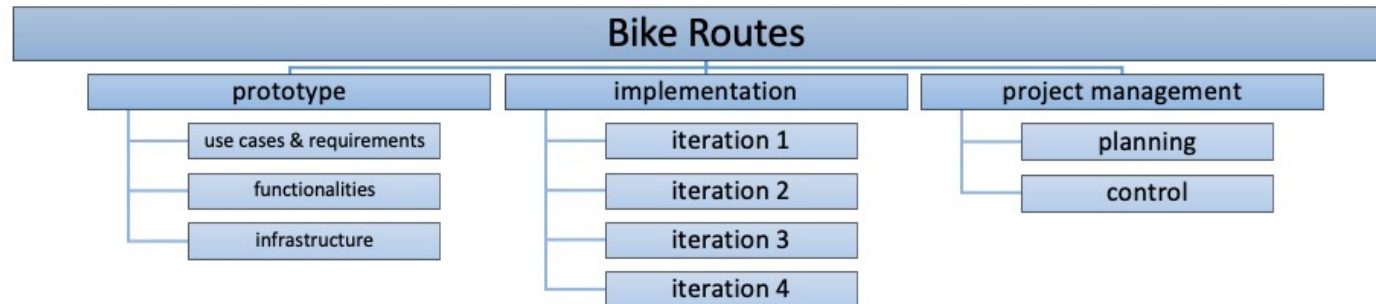 Bike Routes
prototype
use cases & requirements
functionalities
infrastructure
implementation
iteration 1
iteration 2
iteration 3
iteration 4
project management
planning
control